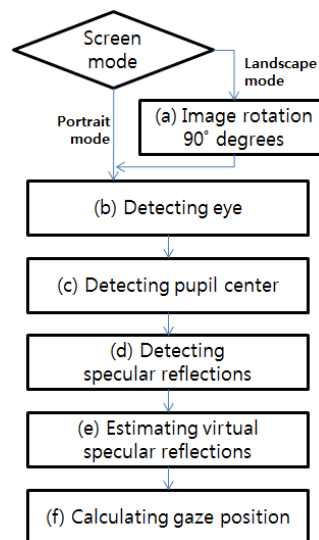 Screen
mode
Landscape
mode
Portrait
mode
(a) Image rotation
90˚ degrees
(b) Detecting eye
(c) Detecting pupil center
(d) Detecting
specular reflections
(e) Estimating virtual
specular reflections
(f) Calculating gaze position